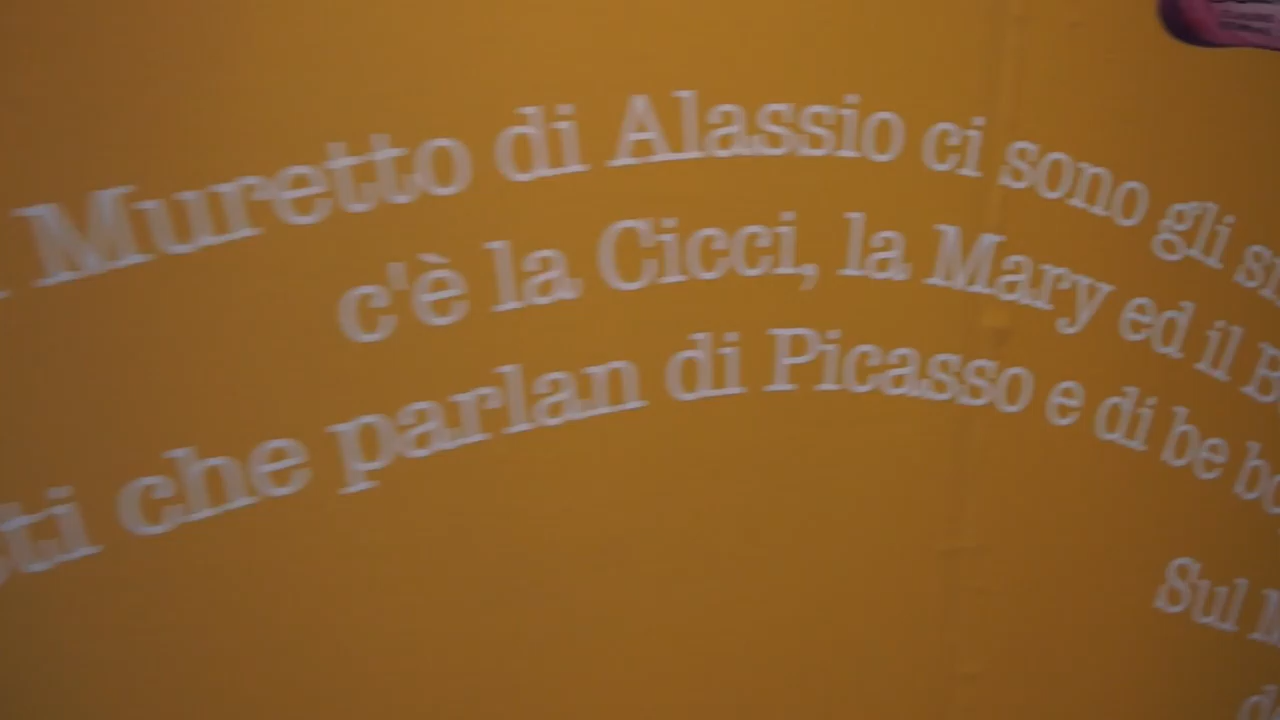 Muretto di Alassio ci sono gli
c'è la Cicci, la Mary ed il
che parlan di Picasso e di be
Sul